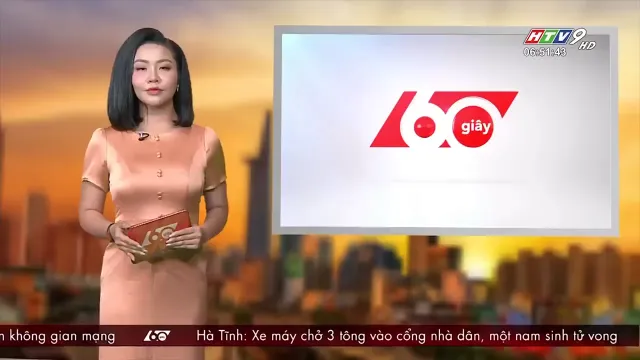 HTV9 HD
06:51:43
60 giây
60
n không gian mạng 60 Hà Tĩnh: Xe máy chở 3 tông vào cổng nhà dân, một nam sinh tử vong